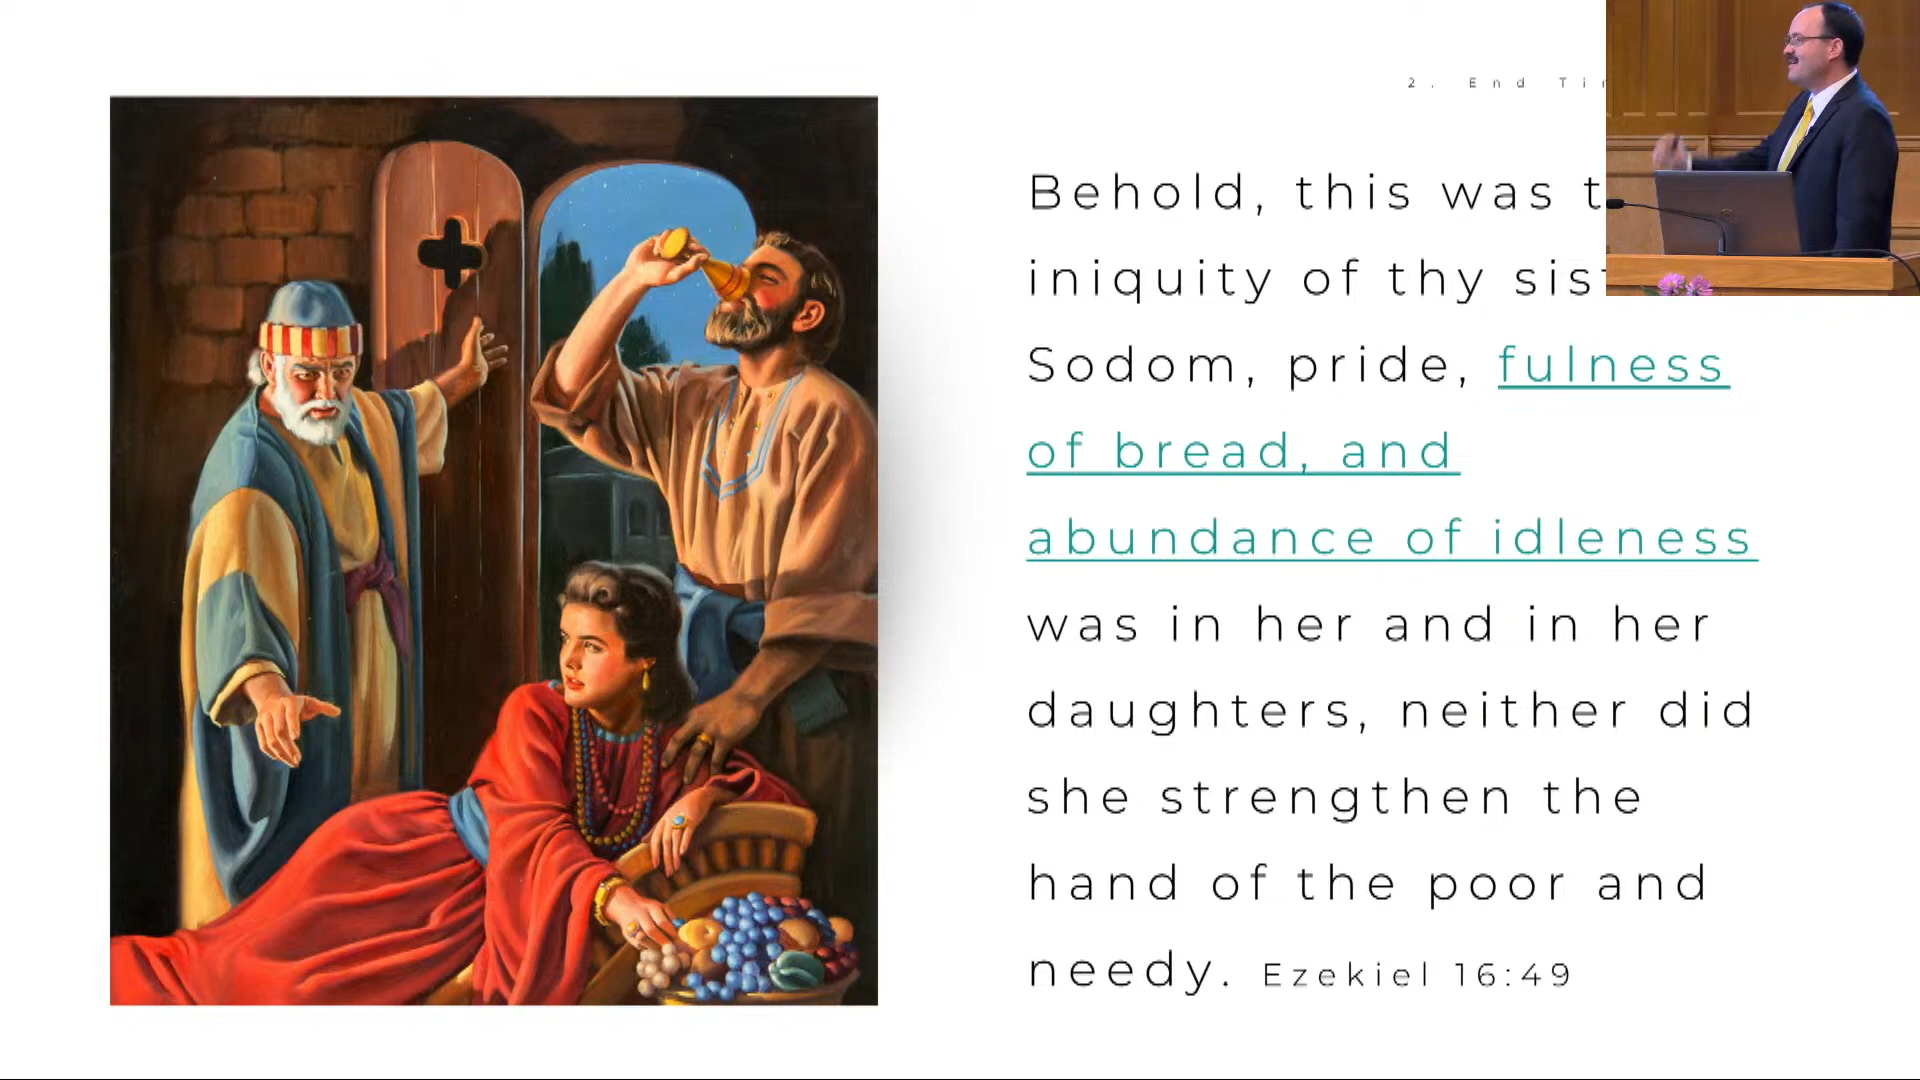 2. End
Behold, this was
iniquity of thy
Sodom, pride, fulness
of bread, and
abundance of idleness
was in her and in her
daughters, neither did
she strengthen the
hand of the poor and
needy. Ezekiel 16:49